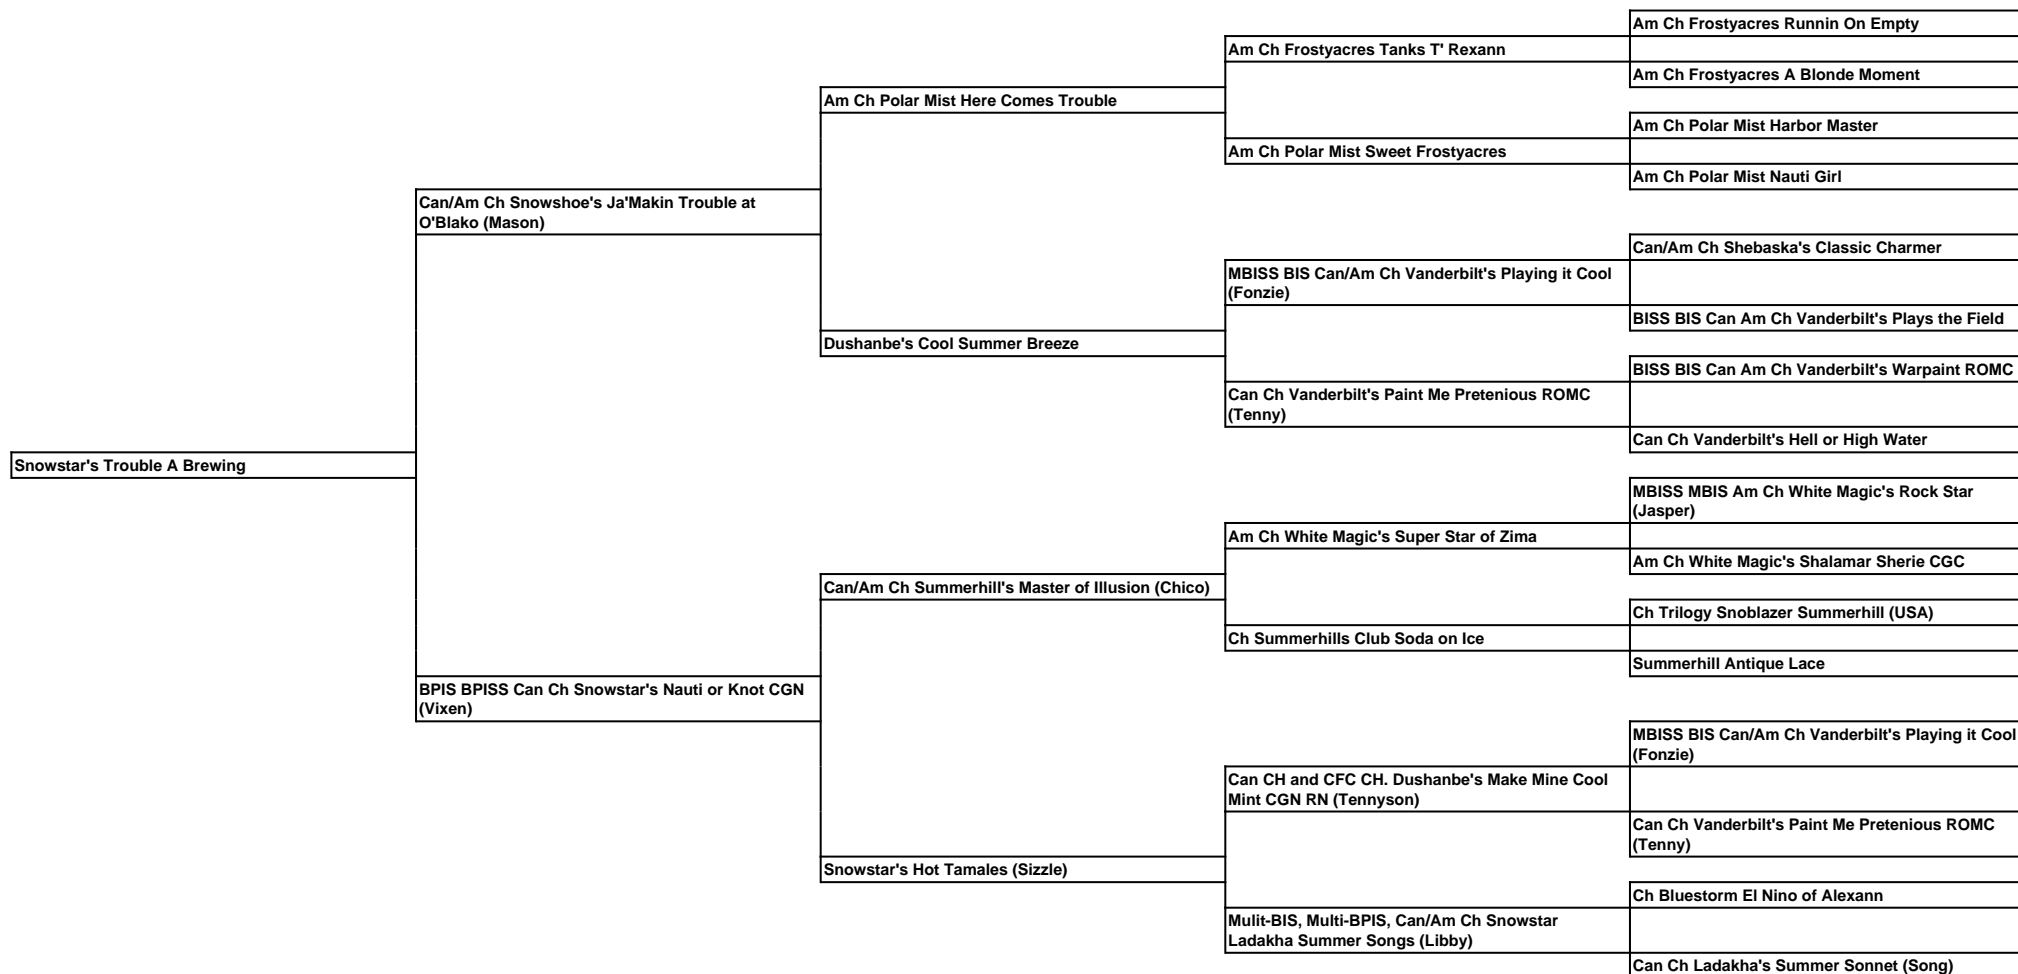 Am Ch Frostyacres Runnin On Empty
Am Ch Frostyacres Tanks T' Rexann
Am Ch Frostyacres A Blonde Moment
Am Ch Polar Mist Here Comes Trouble
Am Ch Polar Mist Harbor Master
Am Ch Polar Mist Sweet Frostyacres
Am Ch Polar Mist Nauti Girl
Can/Am Ch Snowshoe's Ja'Makin Trouble at
O'Blako (Mason)
Can/Am Ch Shebaska's Classic Charmer
MBISS BIS Can/Am Ch Vanderbilt's Playing it Cool
(Fonzie)
BISS BIS Can Am Ch Vanderbilt's Plays the Field
Dushanbe's Cool Summer Breeze
BISS BIS Can Am Ch Vanderbilt's Warpaint ROMC
Can Ch Vanderbilt's Paint Me Pretenious ROMC
(Tenny)
Can Ch Vanderbilt's Hell or High Water
Snowstar's Trouble A Brewing
MBISS MBIS Am Ch White Magic's Rock Star
(Jasper)
Am Ch White Magic's Super Star of Zima
Am Ch White Magic's Shalamar Sherie CGC
Can/Am Ch Summerhill's Master of Illusion (Chico)
Ch Trilogy Snoblazer Summerhill (USA)
Ch Summerhills Club Soda on Ice
Summerhill Antique Lace
BPIS BPISS Can Ch Snowstar's Nauti or Knot CGN
(Vixen)
MBISS BIS Can/Am Ch Vanderbilt's Playing it Cool
(Fonzie)
Can CH and CFC CH. Dushanbe's Make Mine Cool
Mint CGN RN (Tennyson)
Can Ch Vanderbilt's Paint Me Pretenious ROMC
(Tenny)
Snowstar's Hot Tamales (Sizzle)
Ch Bluestorm El Nino of Alexann
Mulit-BIS, Multi-BPIS, Can/Am Ch Snowstar
Ladakha Summer Songs (Libby)
Can Ch Ladakha's Summer Sonnet (Song)